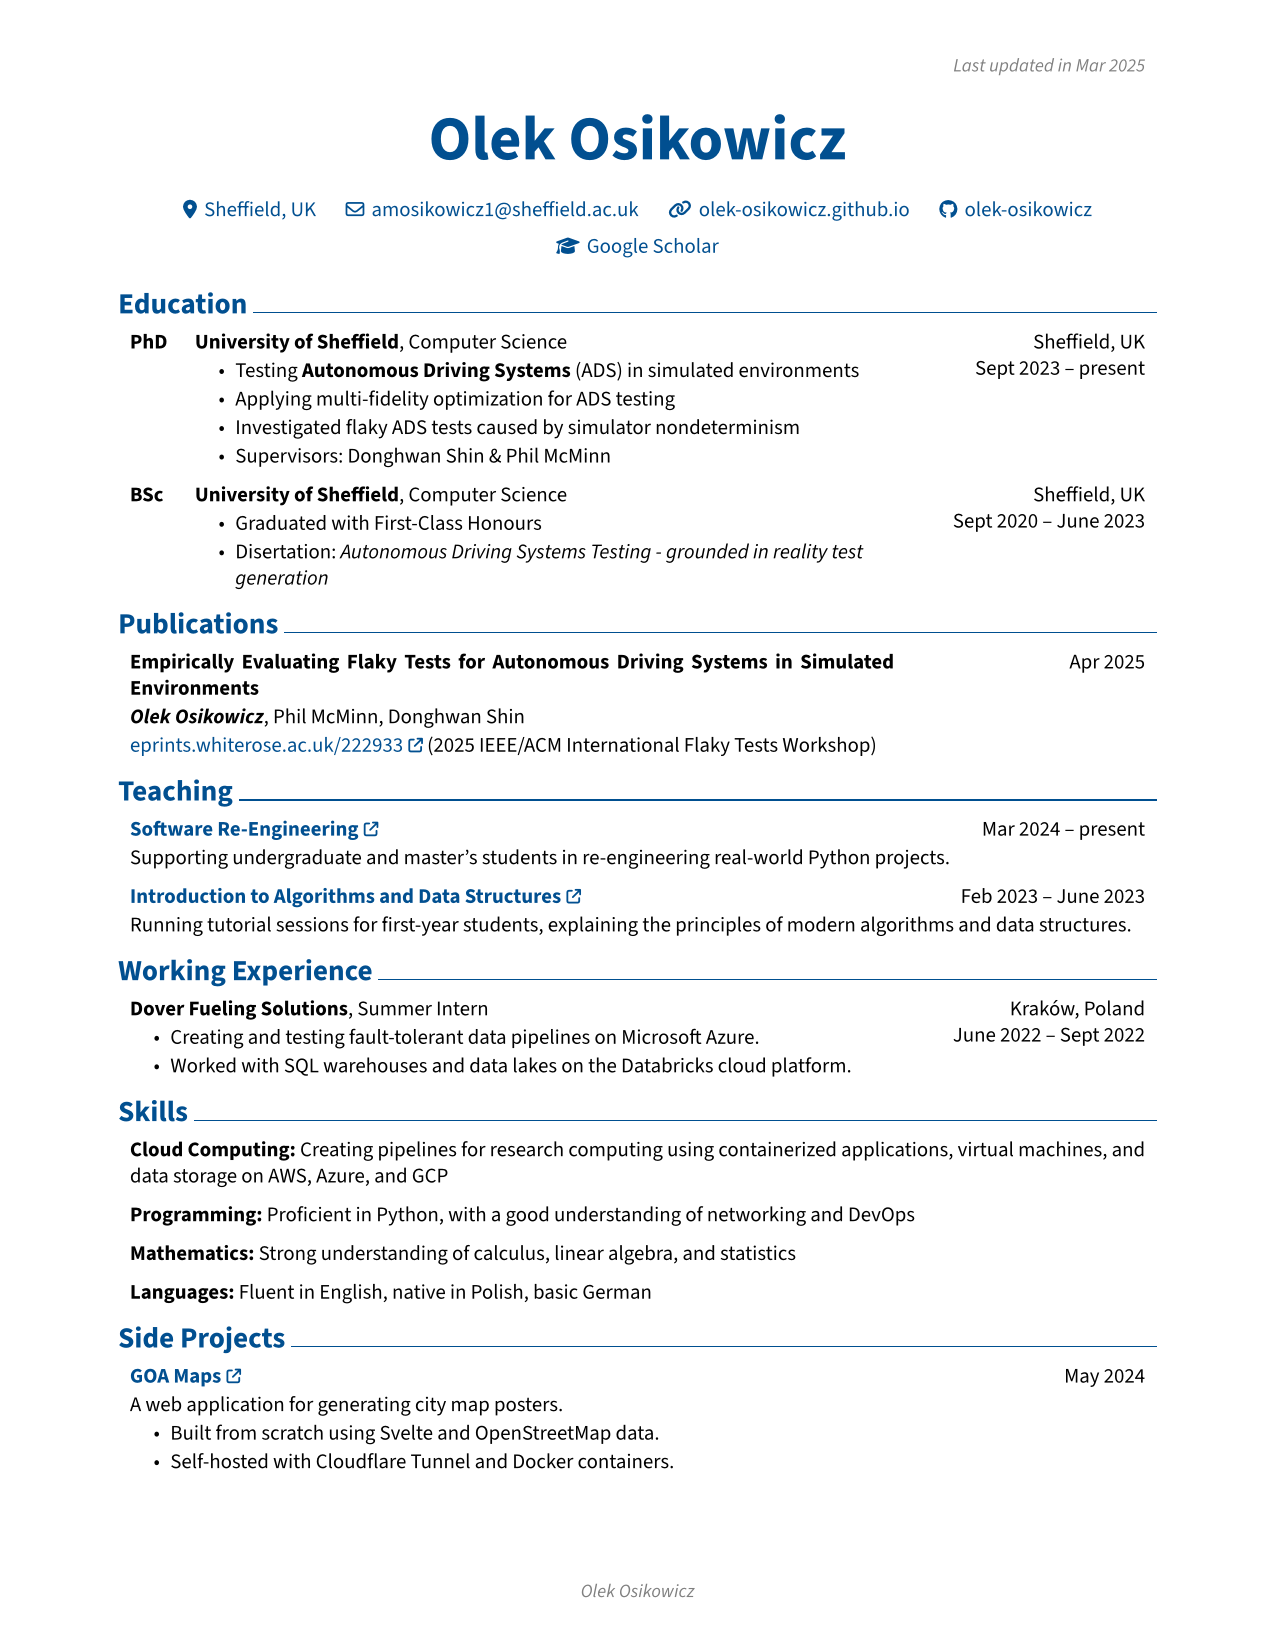 Last updated in Mar 2025
Olek Osikowicz
Sheffield, UK amosikowicz1@sheffield.ac.uk olek-osikowicz.github.io olek-osikowicz
Google Scholar
Education
PhD University of Sheffield, Computer Science Sheffield, UK
• Testing Autonomous Driving Systems (ADS) in simulated environments Sept 2023 – present
• Applying multi-fidelity optimization for ADS testing
• Investigated flaky ADS tests caused by simulator nondeterminism
• Supervisors: Donghwan Shin & Phil McMinn
BSc University of Sheffield, Computer Science Sheffield, UK
• Graduated with First-Class Honours Sept 2020 – June 2023
• Disertation: Autonomous Driving Systems Testing - grounded in reality test
generation
Publications
Empirically Evaluating Flaky Tests for Autonomous Driving Systems in Simulated Apr 2025
Environments
Olek Osikowicz, Phil McMinn, Donghwan Shin
eprints.whiterose.ac.uk/222933 (2025 IEEE/ACM International Flaky Tests Workshop)
Teaching
Software Re-Engineering Mar 2024 – present
Supporting undergraduate and master’s students in re-engineering real-world Python projects.
Introduction to Algorithms and Data Structures Feb 2023 – June 2023
Running tutorial sessions for first-year students, explaining the principles of modern algorithms and data structures.
Working Experience
Dover Fueling Solutions, Summer Intern Kraków, Poland
• Creating and testing fault-tolerant data pipelines on Microsoft Azure. June 2022 – Sept 2022
• Worked with SQL warehouses and data lakes on the Databricks cloud platform.
Skills
Cloud Computing: Creating pipelines for research computing using containerized applications, virtual machines, and
data storage on AWS, Azure, and GCP
Programming: Proficient in Python, with a good understanding of networking and DevOps
Mathematics: Strong understanding of calculus, linear algebra, and statistics
Languages: Fluent in English, native in Polish, basic German
Side Projects
GOA Maps May 2024
A web application for generating city map posters.
• Built from scratch using Svelte and OpenStreetMap data.
• Self-hosted with Cloudflare Tunnel and Docker containers.
Olek Osikowicz